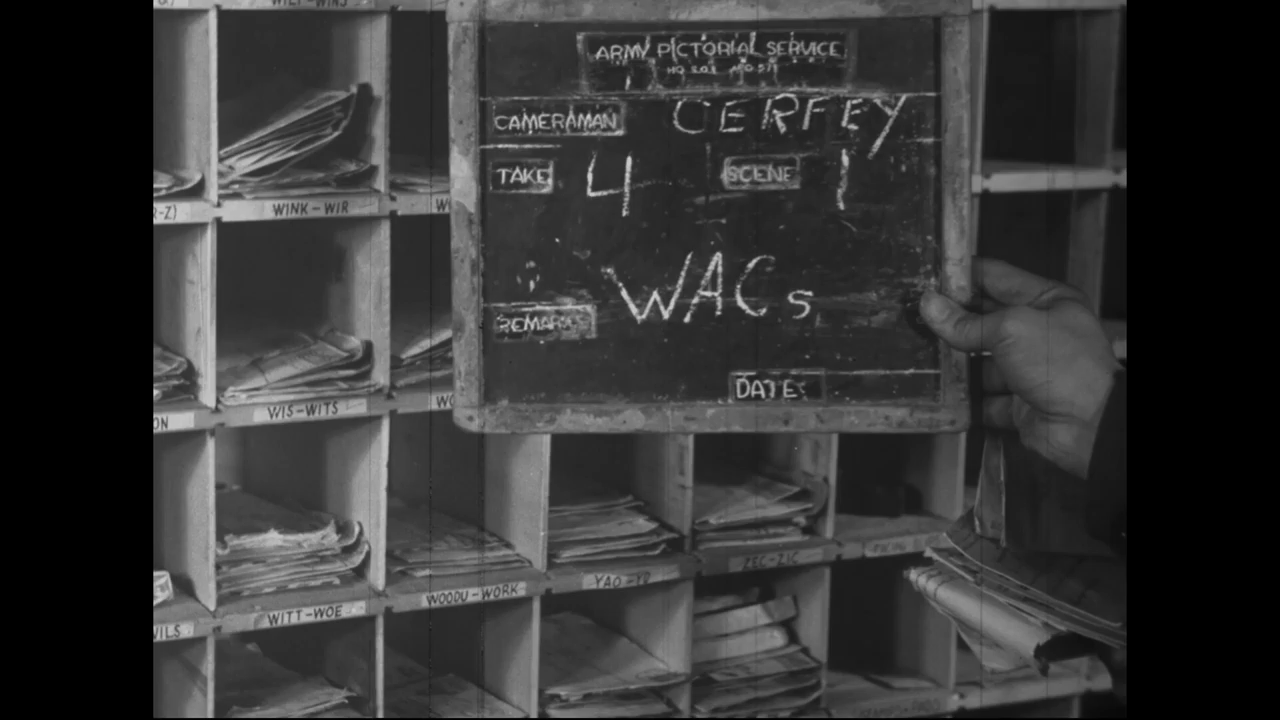 ARMY PICTORIAL SERVICE
CAMERAMAN CERFEY
TAKE 4 SCENE 1
WACs
REMARKS
DATE
WINK-WIR
WIS-WITS
WITT-WOE
WOODU-WORK
YAO-YO
ZEC-ZIC
WILS